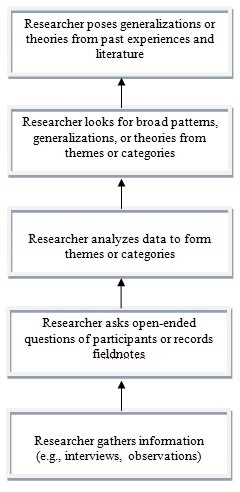 Researcher poses generalizations or
theories from past experiences and
literature
Researcher looks for broad patterns,
generalizations, or theories from
themes or categories
Researcher analyzes data to form
themes or categories
Researcher asks open-ended
questions of participants or records
fieldnotes
Researcher gathers information
(e.g., interviews, observations)